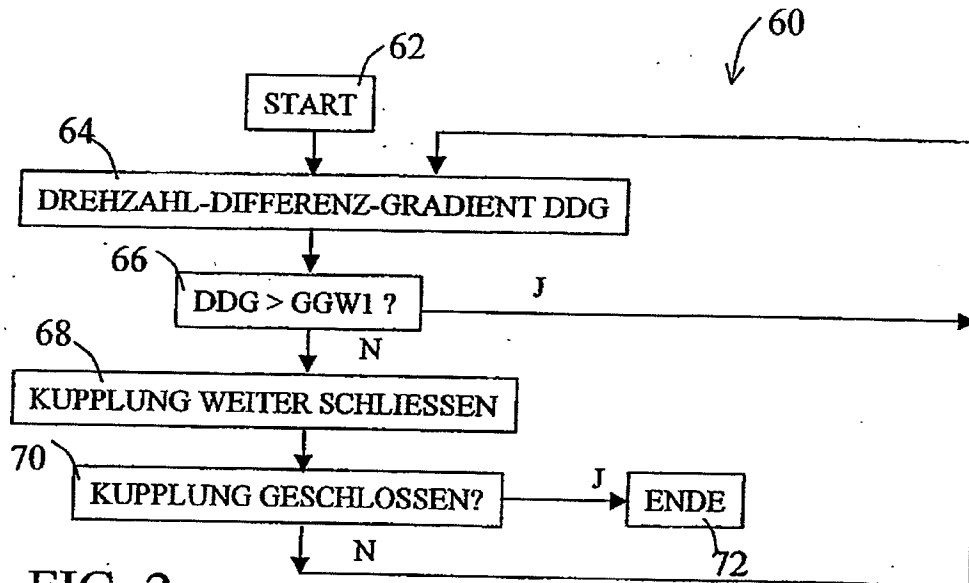 60
62
START
64
DREHZAHL-DIFFERENZ-GRADIENT DDG
66
DDG > GGW1 ?
J
N
68
KUPPLUNG WEITER SCHLIESSEN
70
KUPPLUNG GESCHLOSSEN?
J
ENDE
72
N